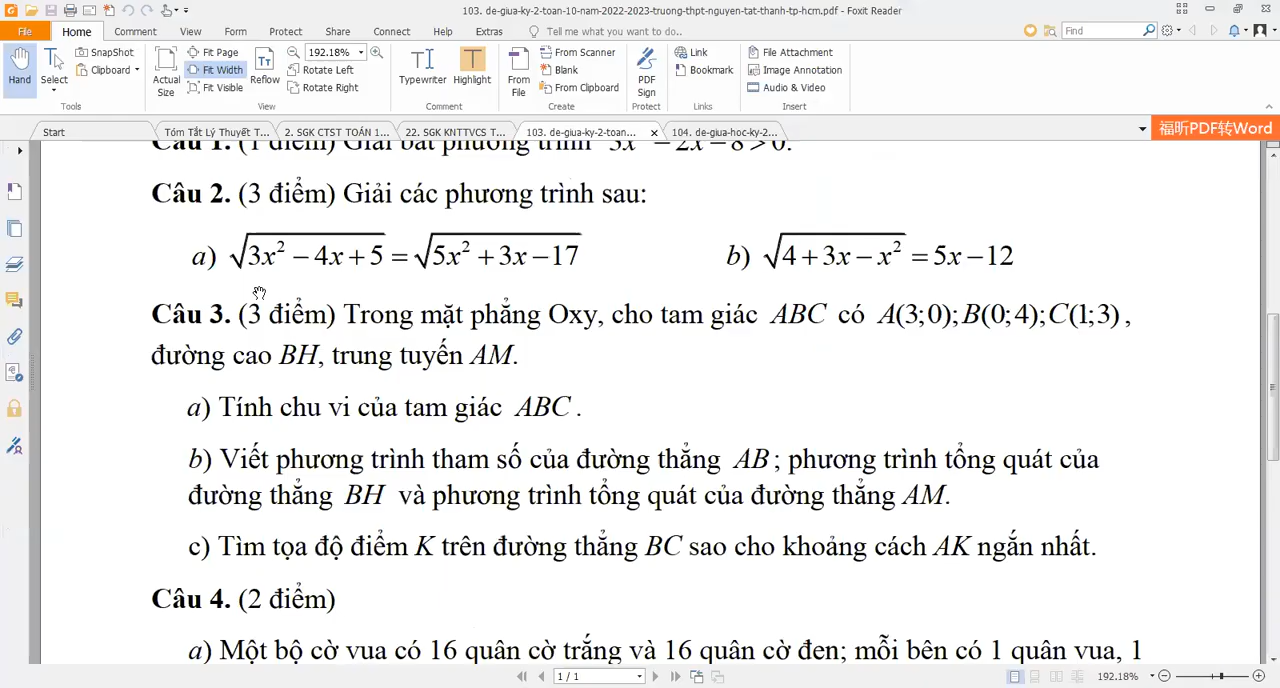 103. de-giua-ky-2-toan-10-nam-2022-2023-truong-thpt-nguyen-tat-thanh-tp-hcm.pdf - Foxit Reader
File Home Comment View Form Protect Share Connect Help Extras Tell me what you want to do.. Find
Hand Select SnapShot Clipboard Actual Size Fit Page Fit Width Fit Visible Reflow 192.18% Rotate Left Rotate Right Typewriter Highlight From File From Scanner Blank From Clipboard PDF Sign Link Bookmark File Attachment Image Annotation Audio & Video
Tools View Comment Create Protect Links Insert
Start Tóm Tắt Lý Thuyết T... 2. SGK CTST TOÁN 1... 22. SGK KNTTVCS T... 103. de-giua-ky-2-toan... 104. de-giua-hoc-ky-2... 福昕PDF转Word
Câu 1. (1 điểm) Giải bất phương trình 3x² − 2x − 8 > 0.
Câu 2. (3 điểm) Giải các phương trình sau:
a) √(3x² − 4x + 5) = √(5x² + 3x − 17) b) √(4 + 3x − x²) = 5x − 12
Câu 3. (3 điểm) Trong mặt phẳng Oxy, cho tam giác ABC có A(3;0);B(0;4);C(1;3),
đường cao BH, trung tuyến AM.
a) Tính chu vi của tam giác ABC.
b) Viết phương trình tham số của đường thẳng AB; phương trình tổng quát của
đường thẳng BH và phương trình tổng quát của đường thẳng AM.
c) Tìm tọa độ điểm K trên đường thẳng BC sao cho khoảng cách AK ngắn nhất.
Câu 4. (2 điểm)
a) Một bộ cờ vua có 16 quân cờ trắng và 16 quân cờ đen; mỗi bên có 1 quân vua, 1
1 / 1 192.18%